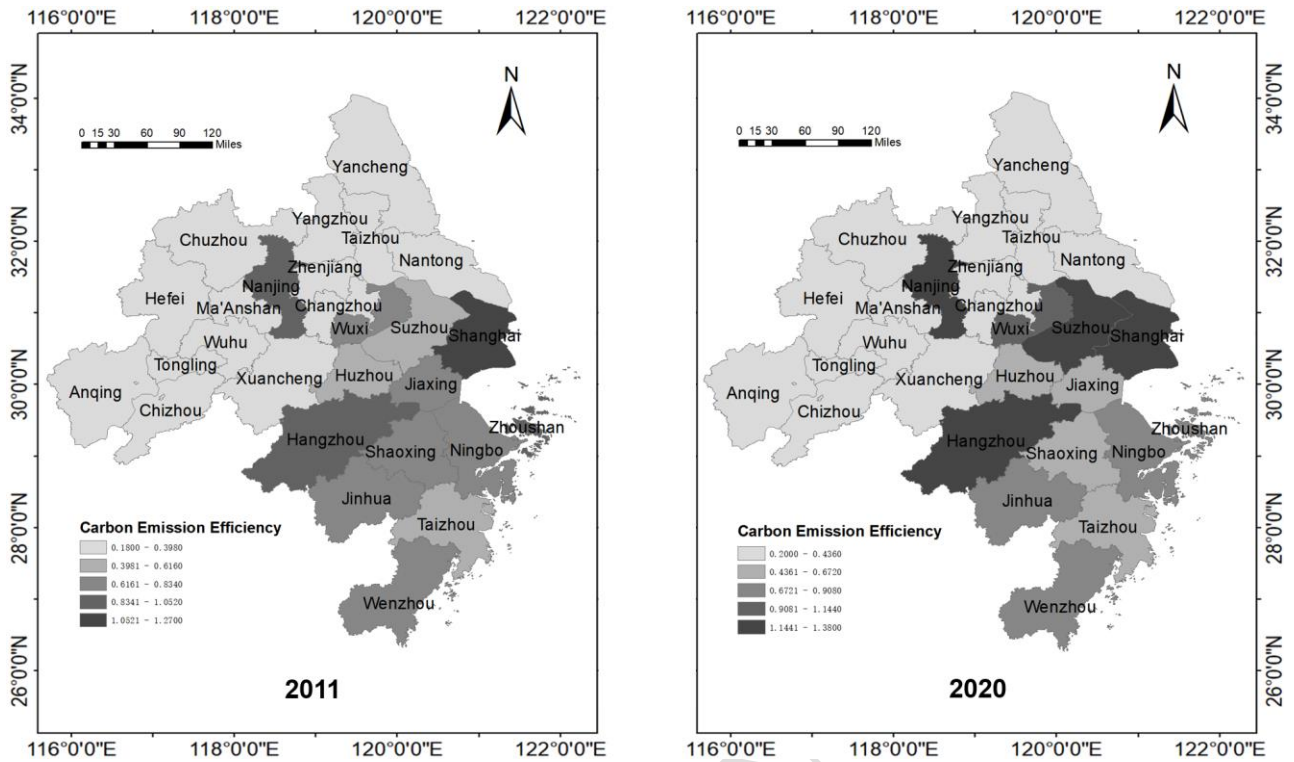 116°0'0"E 118°0'0"E 120°0'0"E 122°0'0"E
34°0'0"N
32°0'0"N
30°0'0"N
28°0'0"N
26°0'0"N
N
0 15 30 60 90 120
Miles
Yancheng
Yangzhou
Chuzhou
Taizhou
Nantong
Zhenjiang
Nanjing
Hefei
Ma'Anshan
Changzhou
Wuxi
Suzhou
Shanghai
Wuhu
Tongling
Xuancheng
Huzhou
Jiaxing
Anqing
Chizhou
Hangzhou
Zhoushan
Shaoxing
Ningbo
Jinhua
Taizhou
Wenzhou
Carbon Emission Efficiency
0.1800 - 0.3980
0.3981 - 0.6160
0.6161 - 0.8340
0.8341 - 1.0520
1.0521 - 1.2700
2011
116°0'0"E 118°0'0"E 120°0'0"E 122°0'0"E
116°0'0"E 118°0'0"E 120°0'0"E 122°0'0"E
N
0 15 30 60 90 120
Miles
Yancheng
Yangzhou
Chuzhou
Taizhou
Nantong
Zhenjiang
Nanjing
Hefei
Ma'Anshan
Changzhou
Wuxi
Suzhou
Shanghai
Wuhu
Tongling
Xuancheng
Huzhou
Jiaxing
Anqing
Chizhou
Hangzhou
Zhoushan
Shaoxing
Ningbo
Jinhua
Taizhou
Wenzhou
Carbon Emission Efficiency
0.2000 - 0.4360
0.4361 - 0.6720
0.6721 - 0.9080
0.9081 - 1.1440
1.1441 - 1.3800
2020
34°0'0"N
32°0'0"N
30°0'0"N
28°0'0"N
26°0'0"N
116°0'0"E 118°0'0"E 120°0'0"E 122°0'0"E